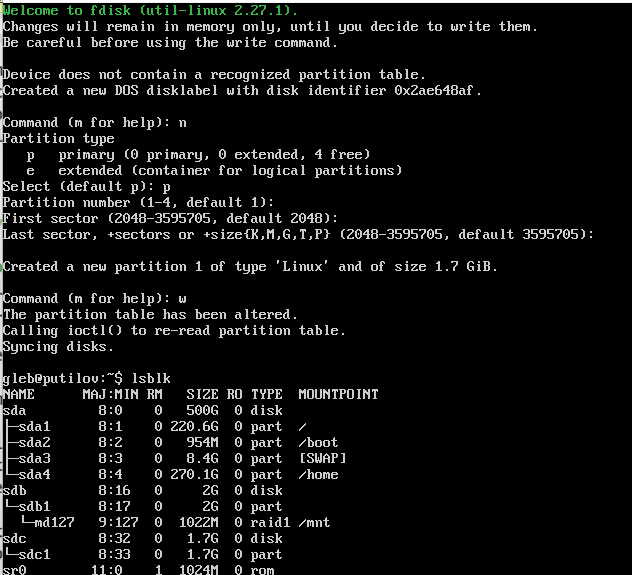 Welcome to fdisk (util-linux 2.27.1).
Changes will remain in memory only, until you decide to write them.
Be careful before using the write command.

Device does not contain a recognized partition table.
Created a new DOS disklabel with disk identifier 0x2ae648af.

Command (m for help): n
Partition type
   p   primary (0 primary, 0 extended, 4 free)
   e   extended (container for logical partitions)
Select (default p): p
Partition number (1-4, default 1):
First sector (2048-3595705, default 2048):
Last sector, +sectors or +size{K,M,G,T,P} (2048-3595705, default 3595705):

Created a new partition 1 of type 'Linux' and of size 1.7 GiB.

Command (m for help): w
The partition table has been altered.
Calling ioctl() to re-read partition table.
Syncing disks.

gleb@putilov:~$ lsblk
NAME      MAJ:MIN RM   SIZE RO TYPE  MOUNTPOINT
sda         8:0    0   500G  0 disk
├─sda1      8:1    0 220.6G  0 part  /
├─sda2      8:2    0   954M  0 part  /boot
├─sda3      8:3    0   8.4G  0 part  [SWAP]
└─sda4      8:4    0 270.1G  0 part  /home
sdb         8:16   0     2G  0 disk
└─sdb1      8:17   0     2G  0 part
  └─md127   9:127  0  1022M  0 raid1 /mnt
sdc         8:32   0   1.7G  0 disk
└─sdc1      8:33   0   1.7G  0 part
sr0        11:0    1  1024M  0 rom